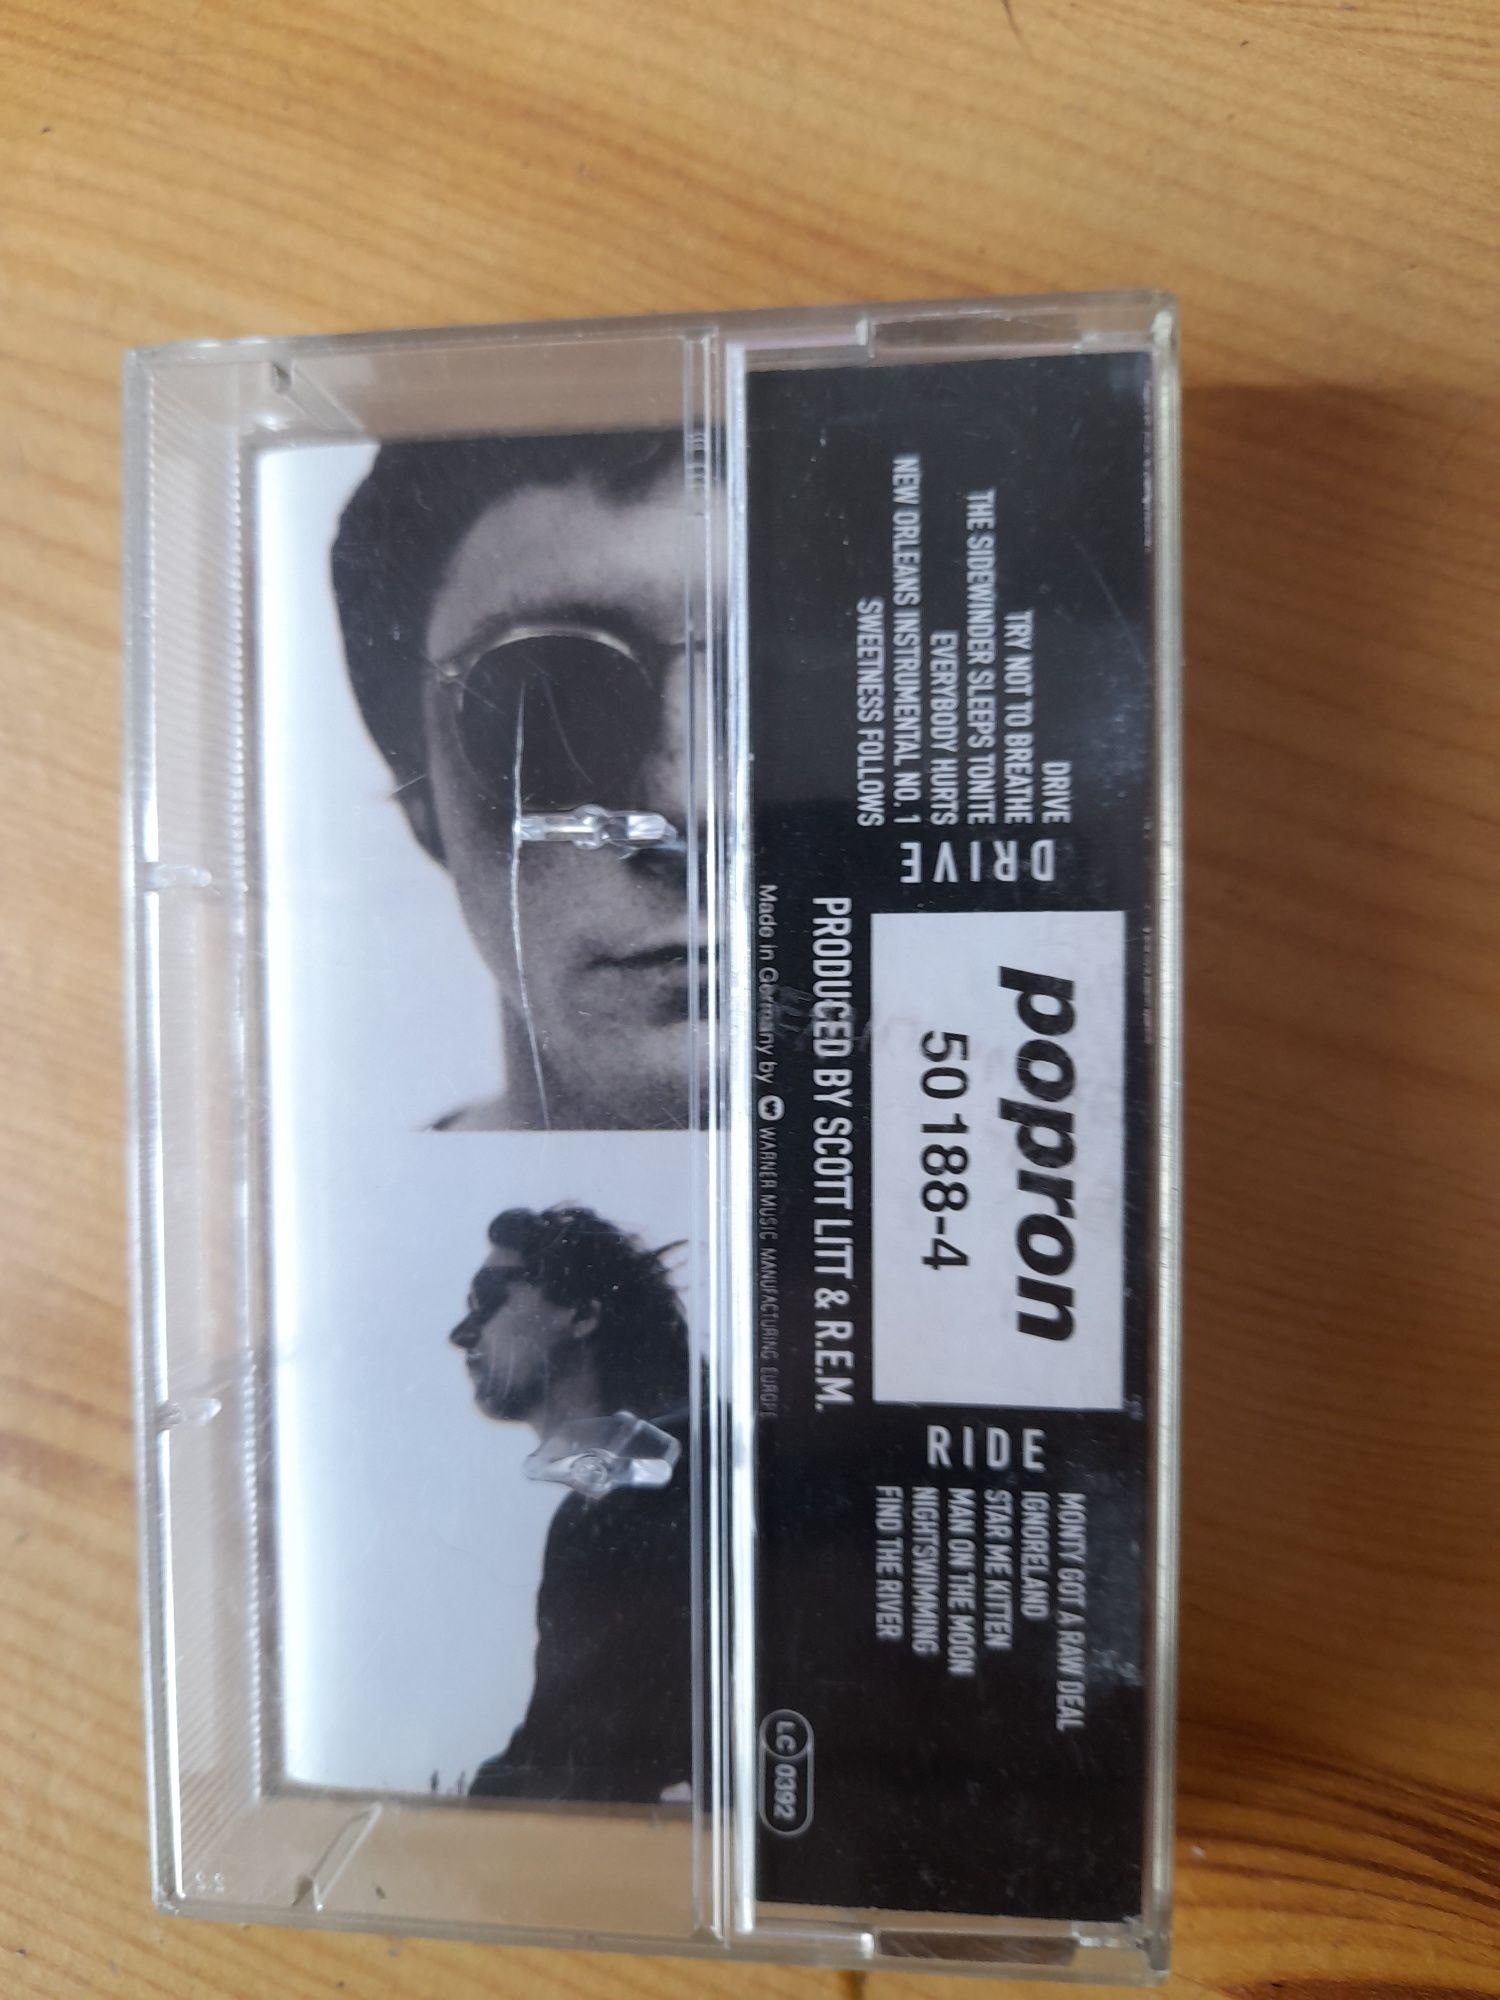 DRIVE
TRY NOT TO BREATHE
THE SIDEWINDER SLEEPS TONITE
EVERYBODY HURTS
NEW ORLEANS INSTRUMENTAL NO. 1
SWEETNESS FOLLOWS
DRIVE
popron
50 188-4
RIDE
MONTY GOT A RAW DEAL
IGNORELAND
STAR ME KITTEN
MAN ON THE MOON
NIGHTSWIMMING
FIND THE RIVER
PRODUCED BY SCOTT LITT & R.E.M.
Made in Germany by WARNER MUSIC MANUFACTURING EUROPE
LC 0392